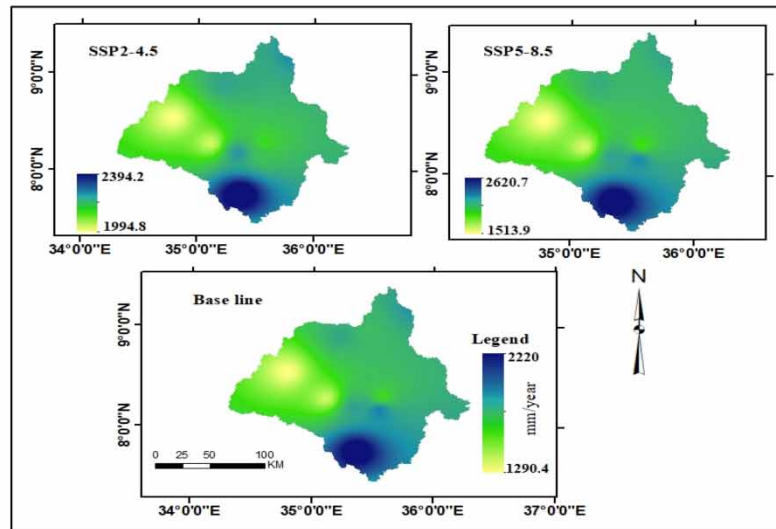 SSP2-4.5
9°0'0"N
8°0'0"N
2394.2
1994.8
34°0'0"E
35°0'0"E
36°0'0"E
SSP5-8.5
9°0'0"N
8°0'0"N
2620.7
1513.9
35°0'0"E
36°0'0"E
Base line
9°0'0"N
8°0'0"N
Legend
2220
mm/year
1290.4
0 25 50 100
KM
34°0'0"E
35°0'0"E
36°0'0"E
37°0'0"E
N